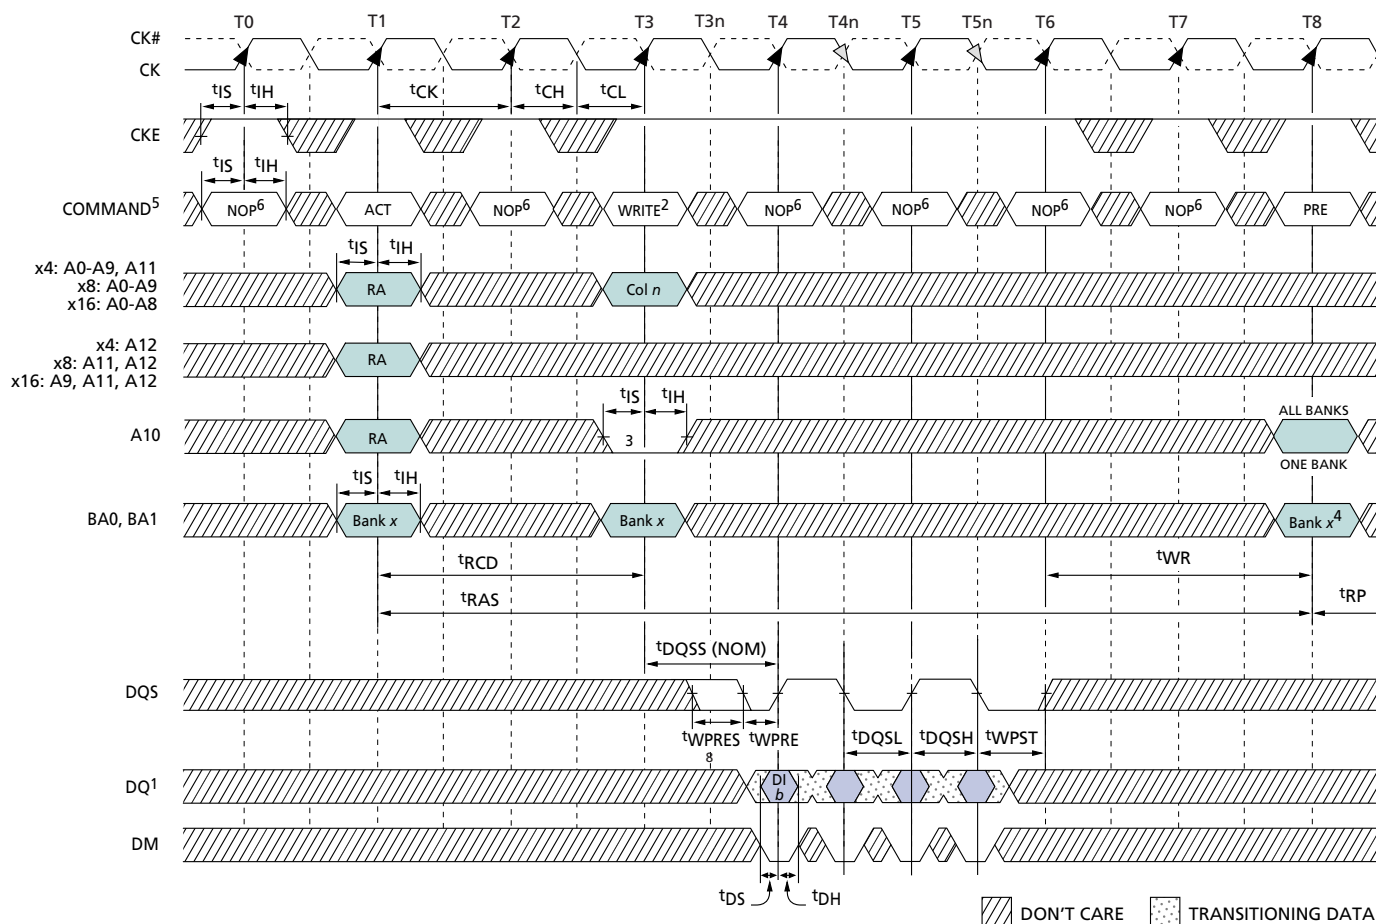 T0 T1 T2 T3 T3n T4 T4n T5 T5n T6 T7 T8
CK#
CK
tIS tIH tCK tCH tCL
CKE
tIS tIH
COMMAND5 NOP6 ACT NOP6 WRITE2 NOP6 NOP6 NOP6 NOP6 PRE
tIS tIH
x4: A0-A9, A11
x8: A0-A9
x16: A0-A8
RA Col n
x4: A12
x8: A11, A12
x16: A9, A11, A12
RA
tIS tIH
ALL BANKS
A10 RA 3
ONE BANK
tIS tIH
BA0, BA1 Bank x Bank x Bank x4
tRCD tWR
tRAS tRP
tDQSS (NOM)
DQS
tWPRES tWPRE tDQSL tDQSH tWPST
8
DQ1 DI
b
DM
tDS tDH
DON'T CARE TRANSITIONING DATA